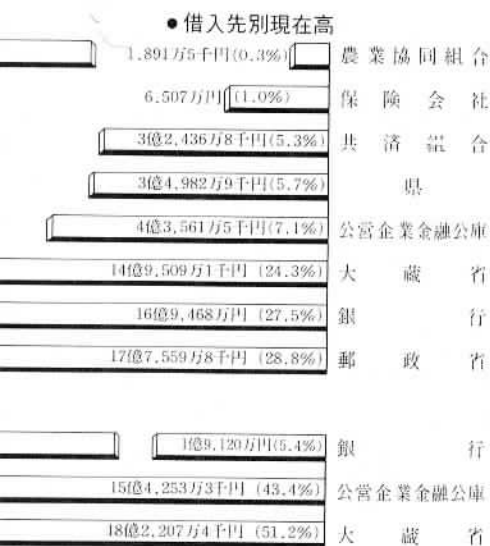 ●借入先別現在高
1,891万5千円(0.3%) 農業協同組合
6,507万円(1.0%) 保険会社
3億2,436万8千円(5.3%) 共済組合
3億4,982万9千円(5.7%) 県
4億3,561万5千円(7.1%) 公営企業金融公庫
14億9,509万1千円(24.3%) 大蔵省
16億9,468万円(27.5%) 銀行
17億7,559万8千円(28.8%) 郵政省
1億9,120万円(5.4%) 銀行
15億4,253万3千円(43.4%) 公営企業金融公庫
18億2,207万4千円(51.2%) 大蔵省